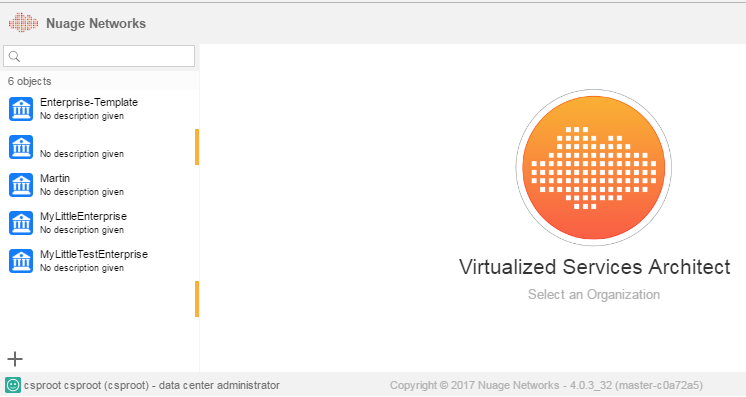 Nuage Networks
6 objects
Enterprise-Template
No description given
No description given
Martin
No description given
MyLittleEnterprise
No description given
MyLittleTestEnterprise
No description given
Virtualized Services Architect
Select an Organization
csproot csproot (csproot) - data center administrator
Copyright © 2017 Nuage Networks - 4.0.3_32 (master-c0a72a5)